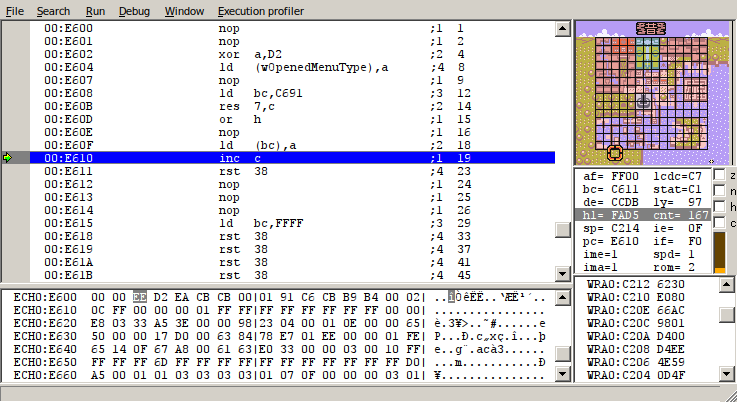 File Search Run Debug Window Execution profiler
00:E600 nop ;1 1
00:E601 nop ;1 2
00:E602 xor a,D2 ;2 4
00:E604 ld (wOpenedMenuType),a ;4 8
00:E607 nop ;1 9
00:E608 ld bc,C691 ;3 12
00:E60B res 7,c ;2 14
00:E60D or h ;1 15
00:E60E nop ;1 16
00:E60F ld (bc),a ;2 18
00:E610 inc c ;1 19
00:E611 rst 38 ;4 23
00:E612 nop ;1 24
00:E613 nop ;1 25
00:E614 nop ;1 26
00:E615 ld bc,FFFF ;3 29
00:E618 rst 38 ;4 33
00:E619 rst 38 ;4 37
00:E61A rst 38 ;4 41
00:E61B rst 38 ;4 45
af= FF00 lcdc=C7 z
bc= C611 stat=C1 n
de= CCDB ly= 97 h
hl= FAD5 cnt= 167 c
sp= C214 ie= 0F
pc= E610 if= F0
ime=1 spd= 1
ima=1 rom= 2
ECHO:E600 00 00 EE D2 EA CB CB 00|01 91 C6 CB B9 B4 00 02| ..îÒêËË..‘ÆË¹´..
ECHO:E610 0C FF 00 00 00 01 FF FF|FF FF FF FF FF FF FF FF|
ECHO:E620 E8 03 33 A5 3E 00 00 98|23 04 00 01 0E 00 00 65| è.3¥>..˜#......e
ECHO:E630 50 00 00 17 D0 00 63 84|78 E7 01 EE 00 00 01 FE| P...Ð.c„xç.î...þ
ECHO:E640 65 14 0F 67 A8 00 61 63|E0 33 00 00 03 00 10 FF| e..g¨.acà3.....ÿ
ECHO:E650 FF FF FF 6D FF FF FF FF|FF FF FF FF FF FF FF D0|
ECHO:E660 A5 00 01 01 03 03 03 03|01 07 0F 00 00 00 03 01| ¥...............
WRA0:C212 6230
WRA0:C210 E080
WRA0:C20E 66AC
WRA0:C20C 9801
WRA0:C20A D400
WRA0:C208 D4EE
WRA0:C206 4E59
WRA0:C204 0D4F